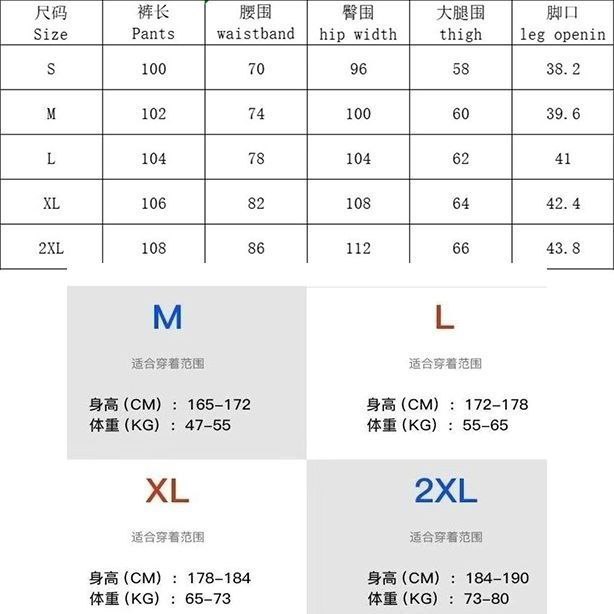 尺码 裤长 腰围 臀围 大腿围 脚口
Size Pants waistband hip width thigh leg openin
S 100 70 96 58 38.2
M 102 74 100 60 39.6
L 104 78 104 62 41
XL 106 82 108 64 42.4
2XL 108 86 112 66 43.8
M L
适合穿着范围 适合穿着范围
身高(CM)：165-172 身高(CM)：172-178
体重(KG)：47-55 体重(KG)：55-65
XL 2XL
适合穿着范围 适合穿着范围
身高(CM)：178-184 身高(CM)：184-190
体重(KG)：65-73 体重(KG)：73-80